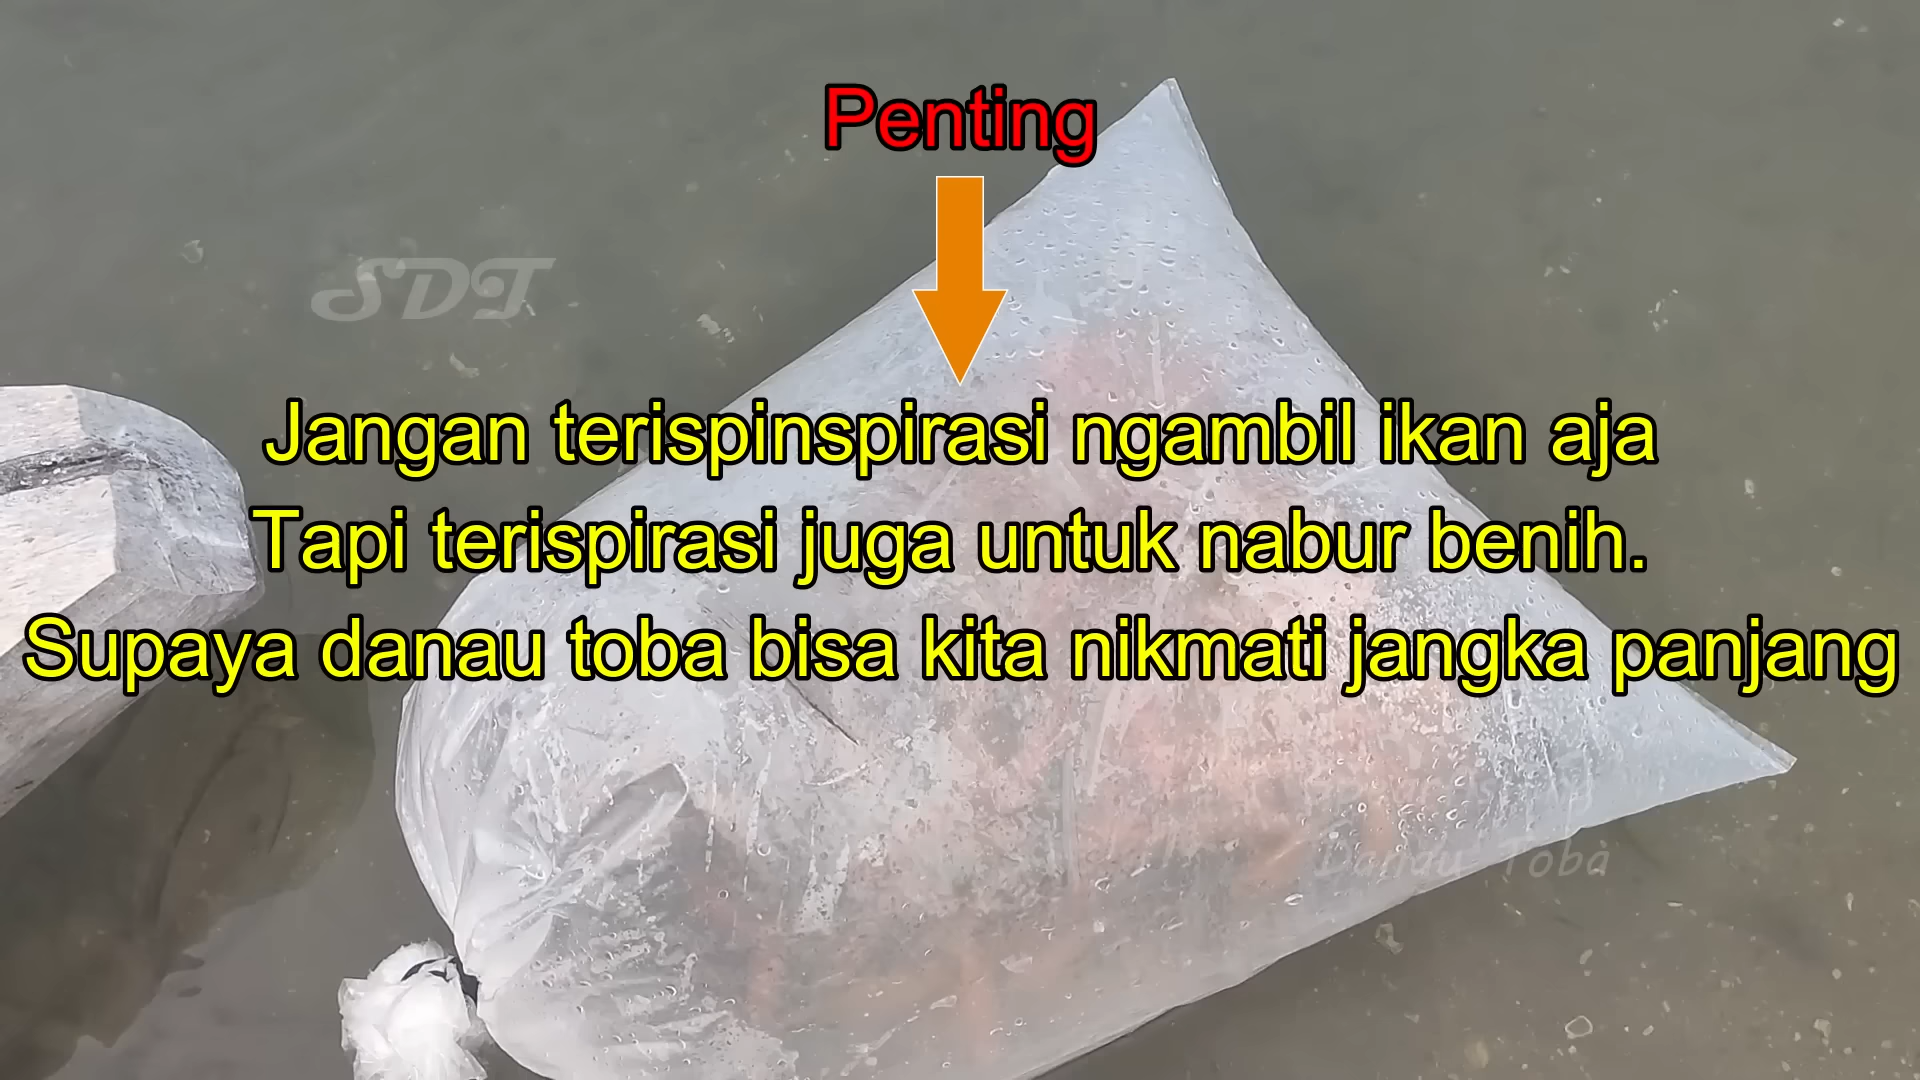 Penting
SDT
Jangan terispinspirasi ngambil ikan aja
Tapi terispirasi juga untuk nabur benih.
Supaya danau toba bisa kita nikmati jangka panjang
Danau Toba